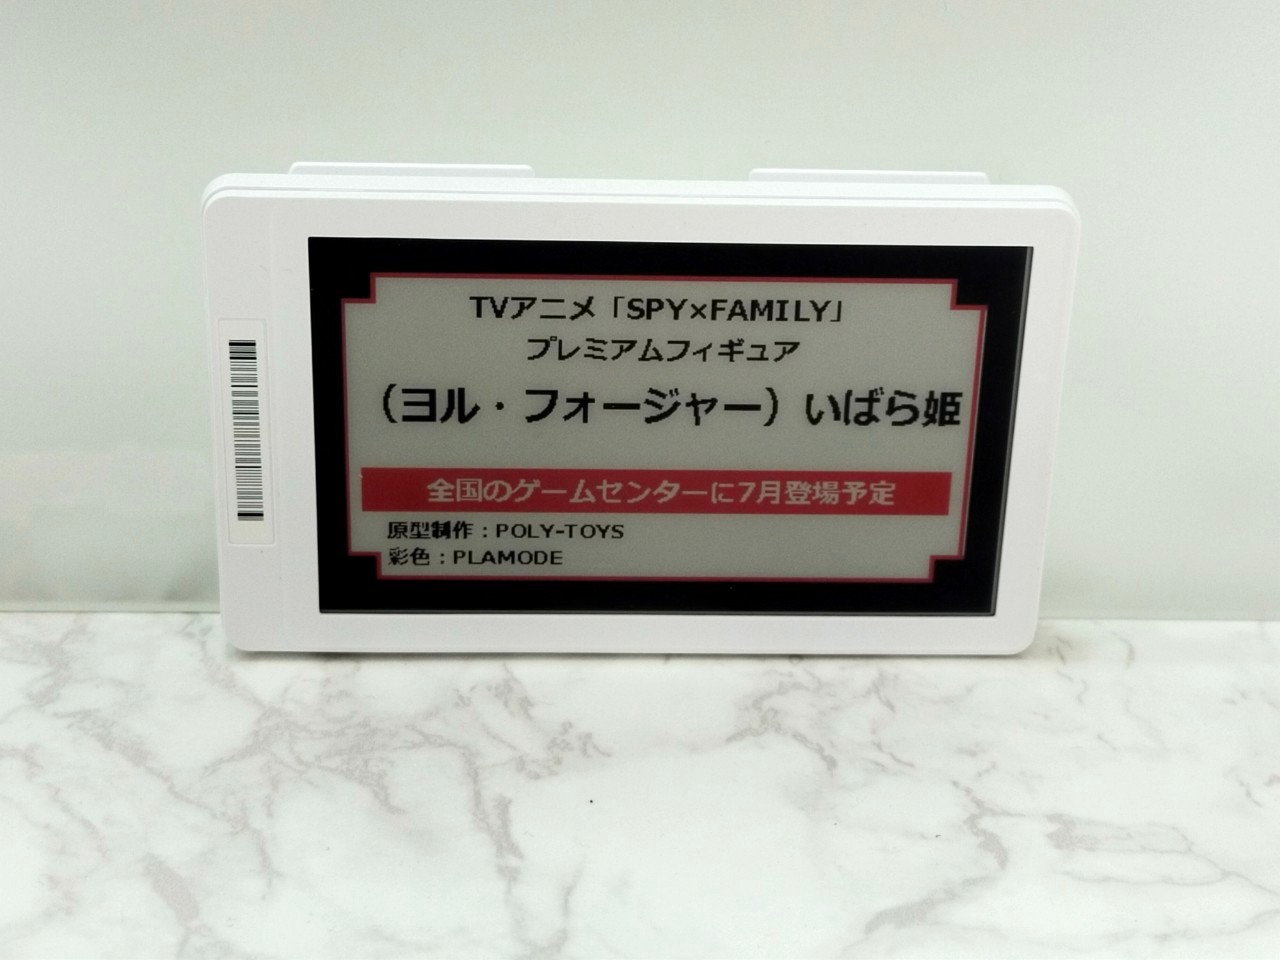 TVアニメ「SPY×FAMILY」
プレミアムフィギュア
（ヨル・フォージャー）いばら姫
全国のゲームセンターに7月登場予定
原型制作：POLY-TOYS
彩色：PLAMODE